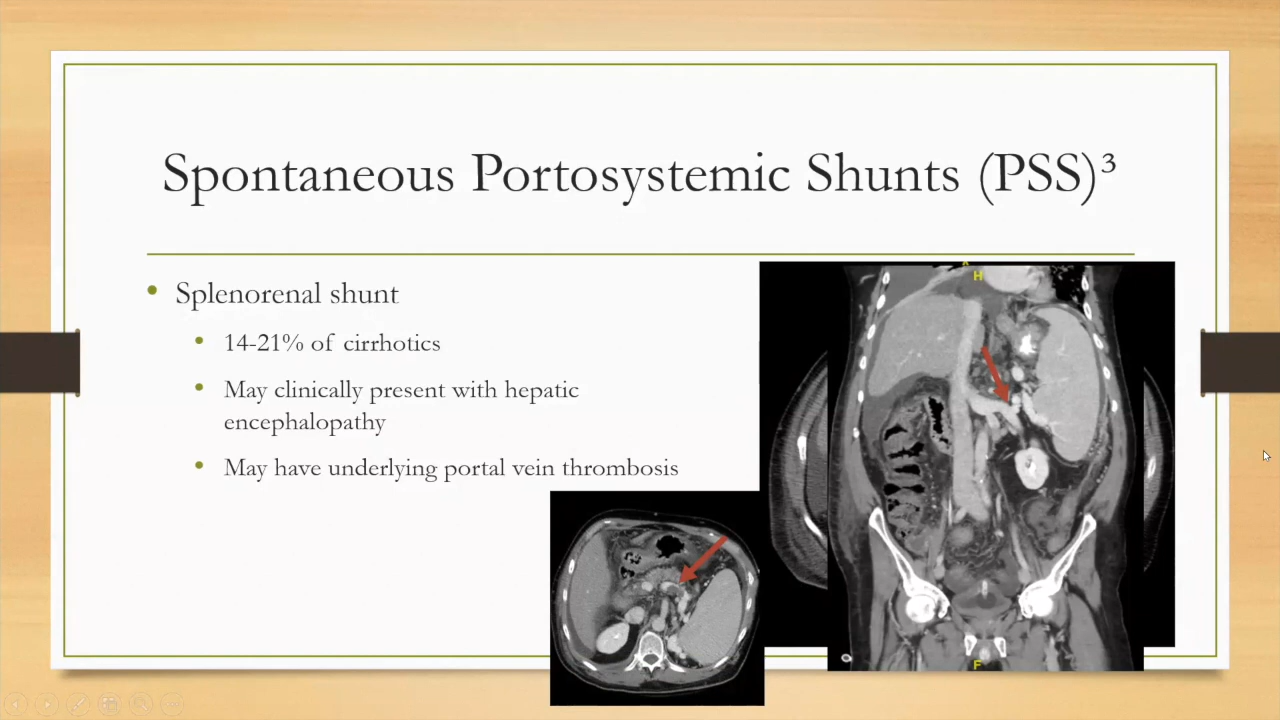 Spontaneous Portosystemic Shunts (PSS)³
• Splenorenal shunt
• 14-21% of cirrhotics
• May clinically present with hepatic
encephalopathy
• May have underlying portal vein thrombosis
H
F